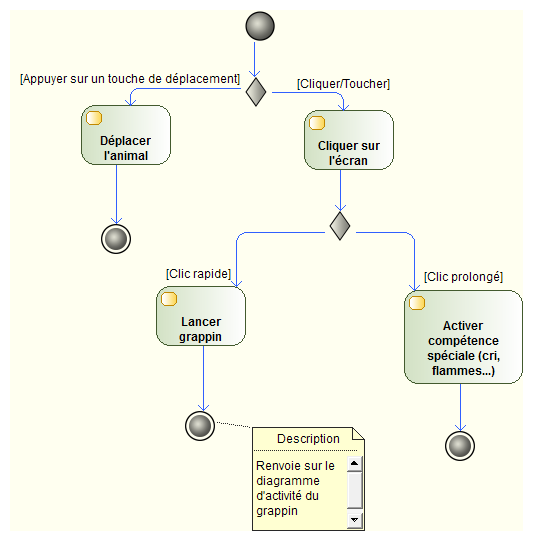 [Appuyer sur un touche de déplacement]
[Cliquer/Toucher]
Déplacer
l'animal
Cliquer sur
l'écran
[Clic rapide]
[Clic prolongé]
Lancer
grappin
Activer
compétence
spéciale (cri,
flammes...)
Description
Renvoie sur le
diagramme
d'activité du
grappin